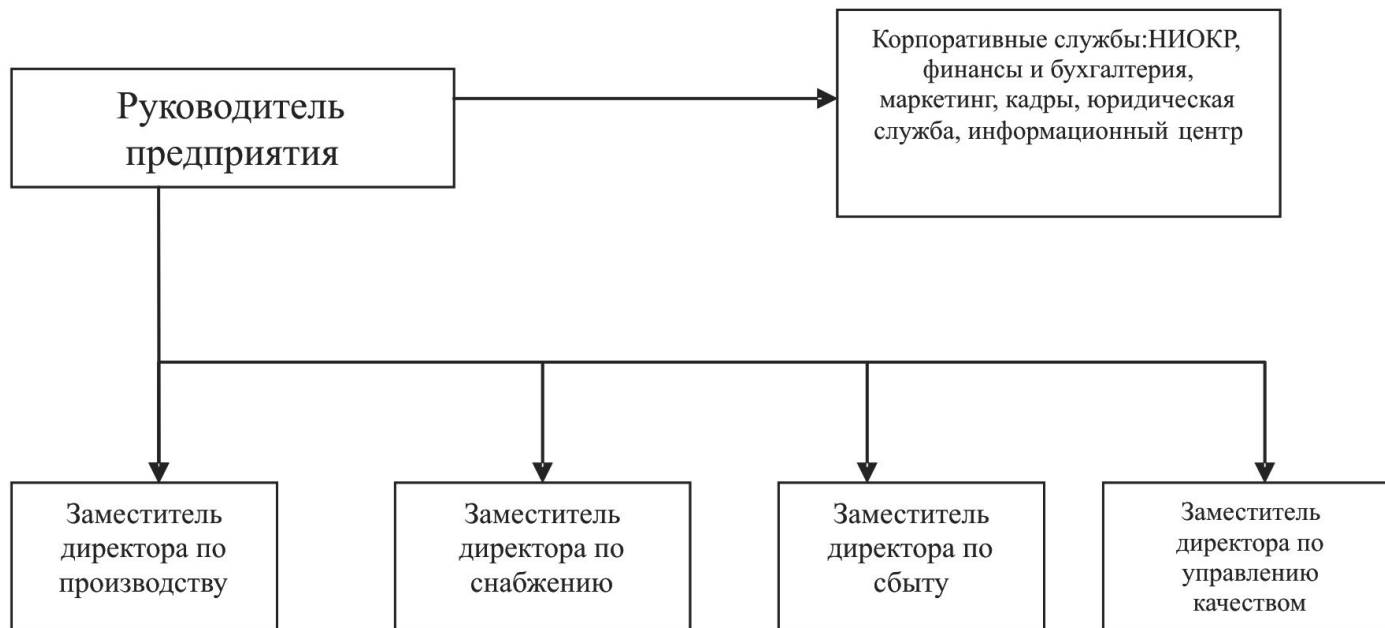 Корпоративные службы:НИОКР,
финансы и бухгалтерия,
маркетинг, кадры, юридическая
служба, информационный центр
Руководитель
предприятия
Заместитель
директора по
производству
Заместитель
директора по
снабжению
Заместитель
директора по
сбыту
Заместитель
директора по
управлению
качеством